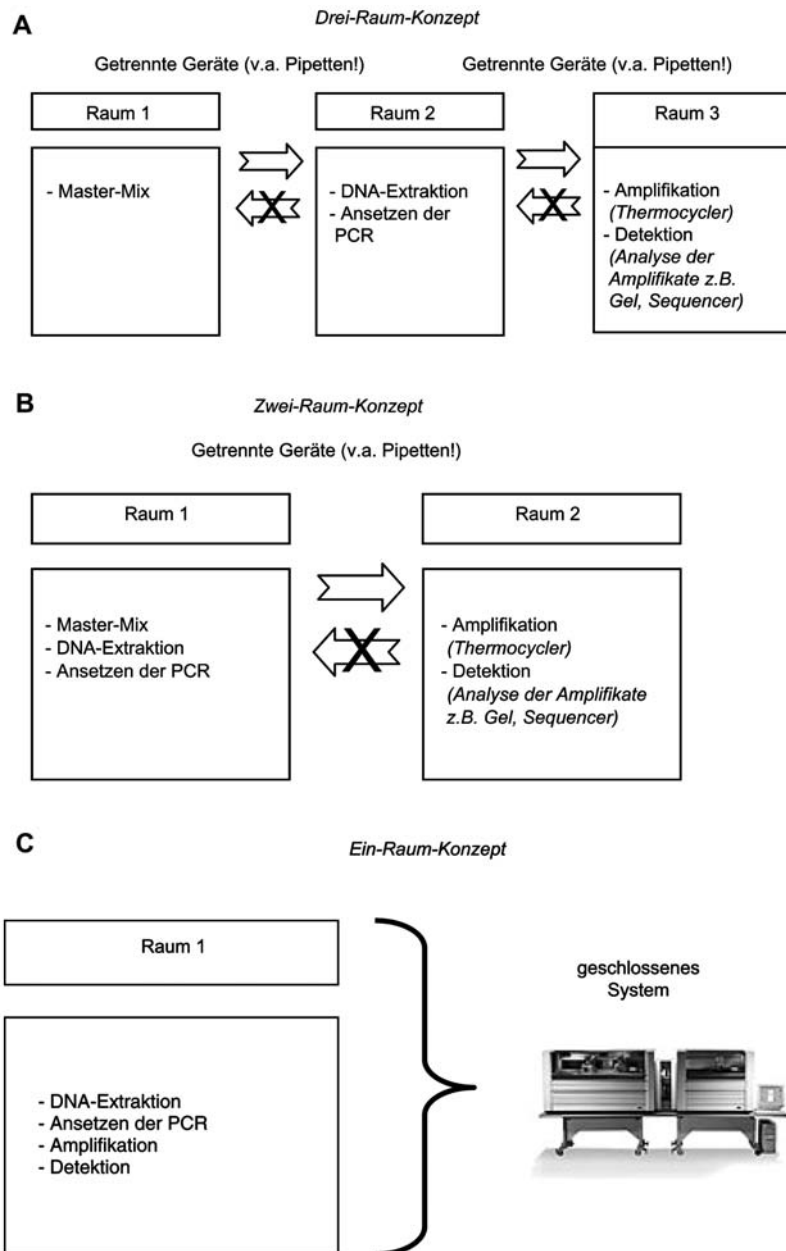 A
Drei-Raum-Konzept
Getrennte Geräte (v.a. Pipetten!)
Getrennte Geräte (v.a. Pipetten!)
Raum 1
Raum 2
Raum 3
- Master-Mix
- DNA-Extraktion
- Ansetzen der
PCR
- Amplifikation
(Thermocycler)
- Detektion
(Analyse der
Amplifikate z.B.
Gel, Sequencer)
B
Zwei-Raum-Konzept
Getrennte Geräte (v.a. Pipetten!)
Raum 1
Raum 2
- Master-Mix
- DNA-Extraktion
- Ansetzen der PCR
- Amplifikation
(Thermocycler)
- Detektion
(Analyse der Amplifikate
z.B. Gel, Sequencer)
C
Ein-Raum-Konzept
Raum 1
geschlossenes
System
- DNA-Extraktion
- Ansetzen der PCR
- Amplifikation
- Detektion